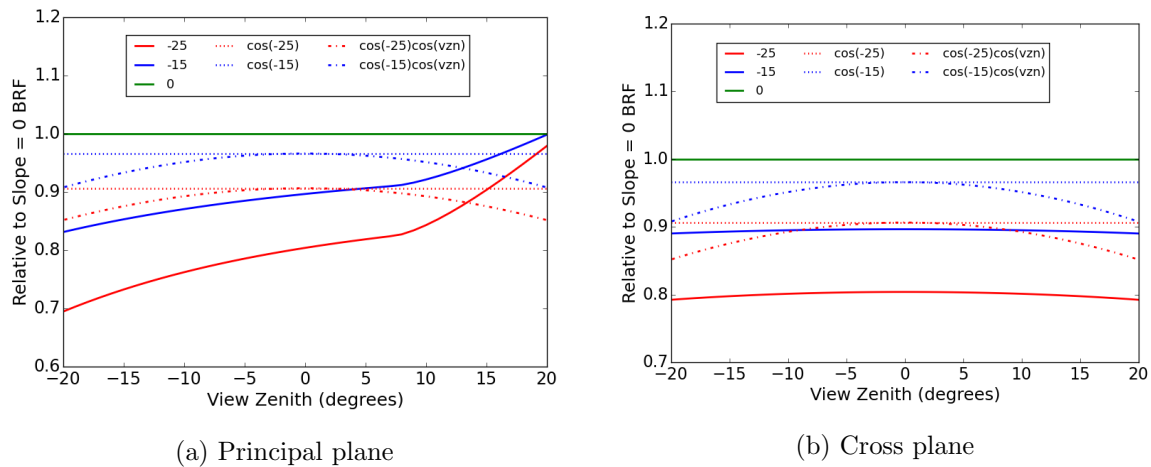 Relative to Slope = 0 BRF
1.2
1.1
1.0
0.9
0.8
0.7
0.6
-25 cos(-25) cos(-25)cos(vzn)
-15 cos(-15) cos(-15)cos(vzn)
0
−20 −15 −10 −5 0 5 10 15 20
View Zenith (degrees)
(a) Principal plane
Relative to Slope = 0 BRF
1.2
1.1
1.0
0.9
0.8
0.7
-25 cos(-25) cos(-25)cos(vzn)
-15 cos(-15) cos(-15)cos(vzn)
0
−20 −15 −10 −5 0 5 10 15 20
View Zenith (degrees)
(b) Cross plane